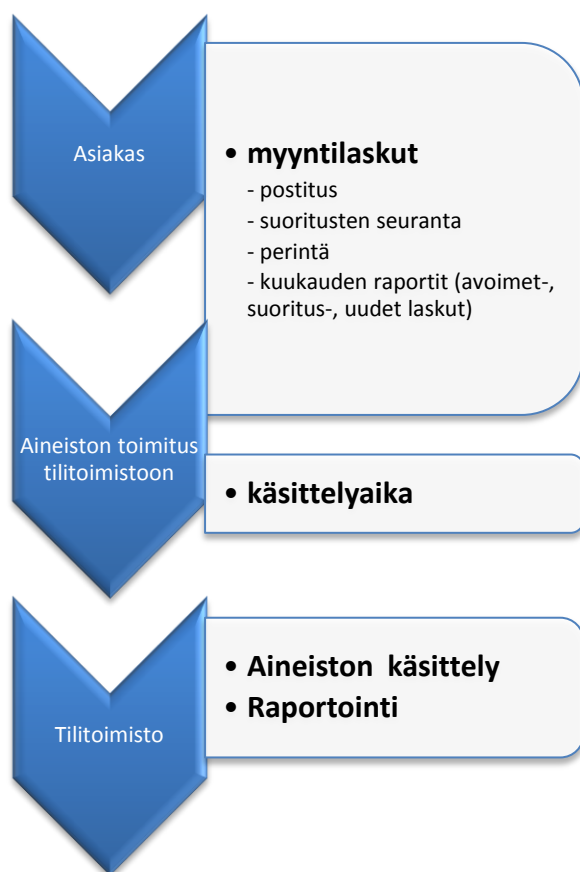 Asiakas
• myyntilaskut
- postitus
- suoritusten seuranta
- perintä
- kuukauden raportit (avoimet-,
suoritus-, uudet laskut)
Aineiston toimitus
tilitoimistoon
• käsittelyaika
Tilitoimisto
• Aineiston käsittely
• Raportointi